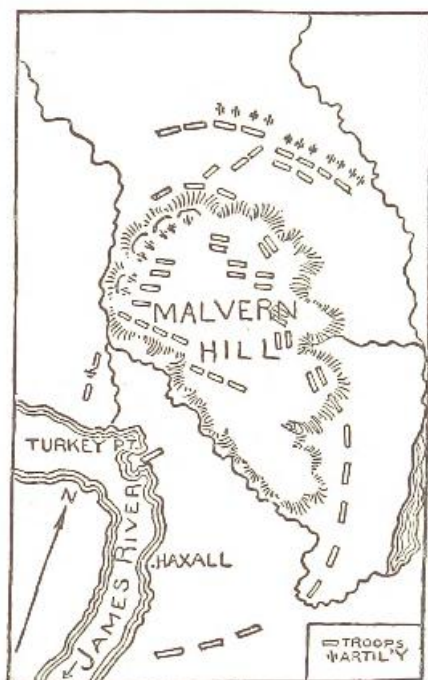 MALVERN
HILL
TURKEY PT.
N
JAMES RIVER
HAXALL
TROOPS
ARTIL'Y